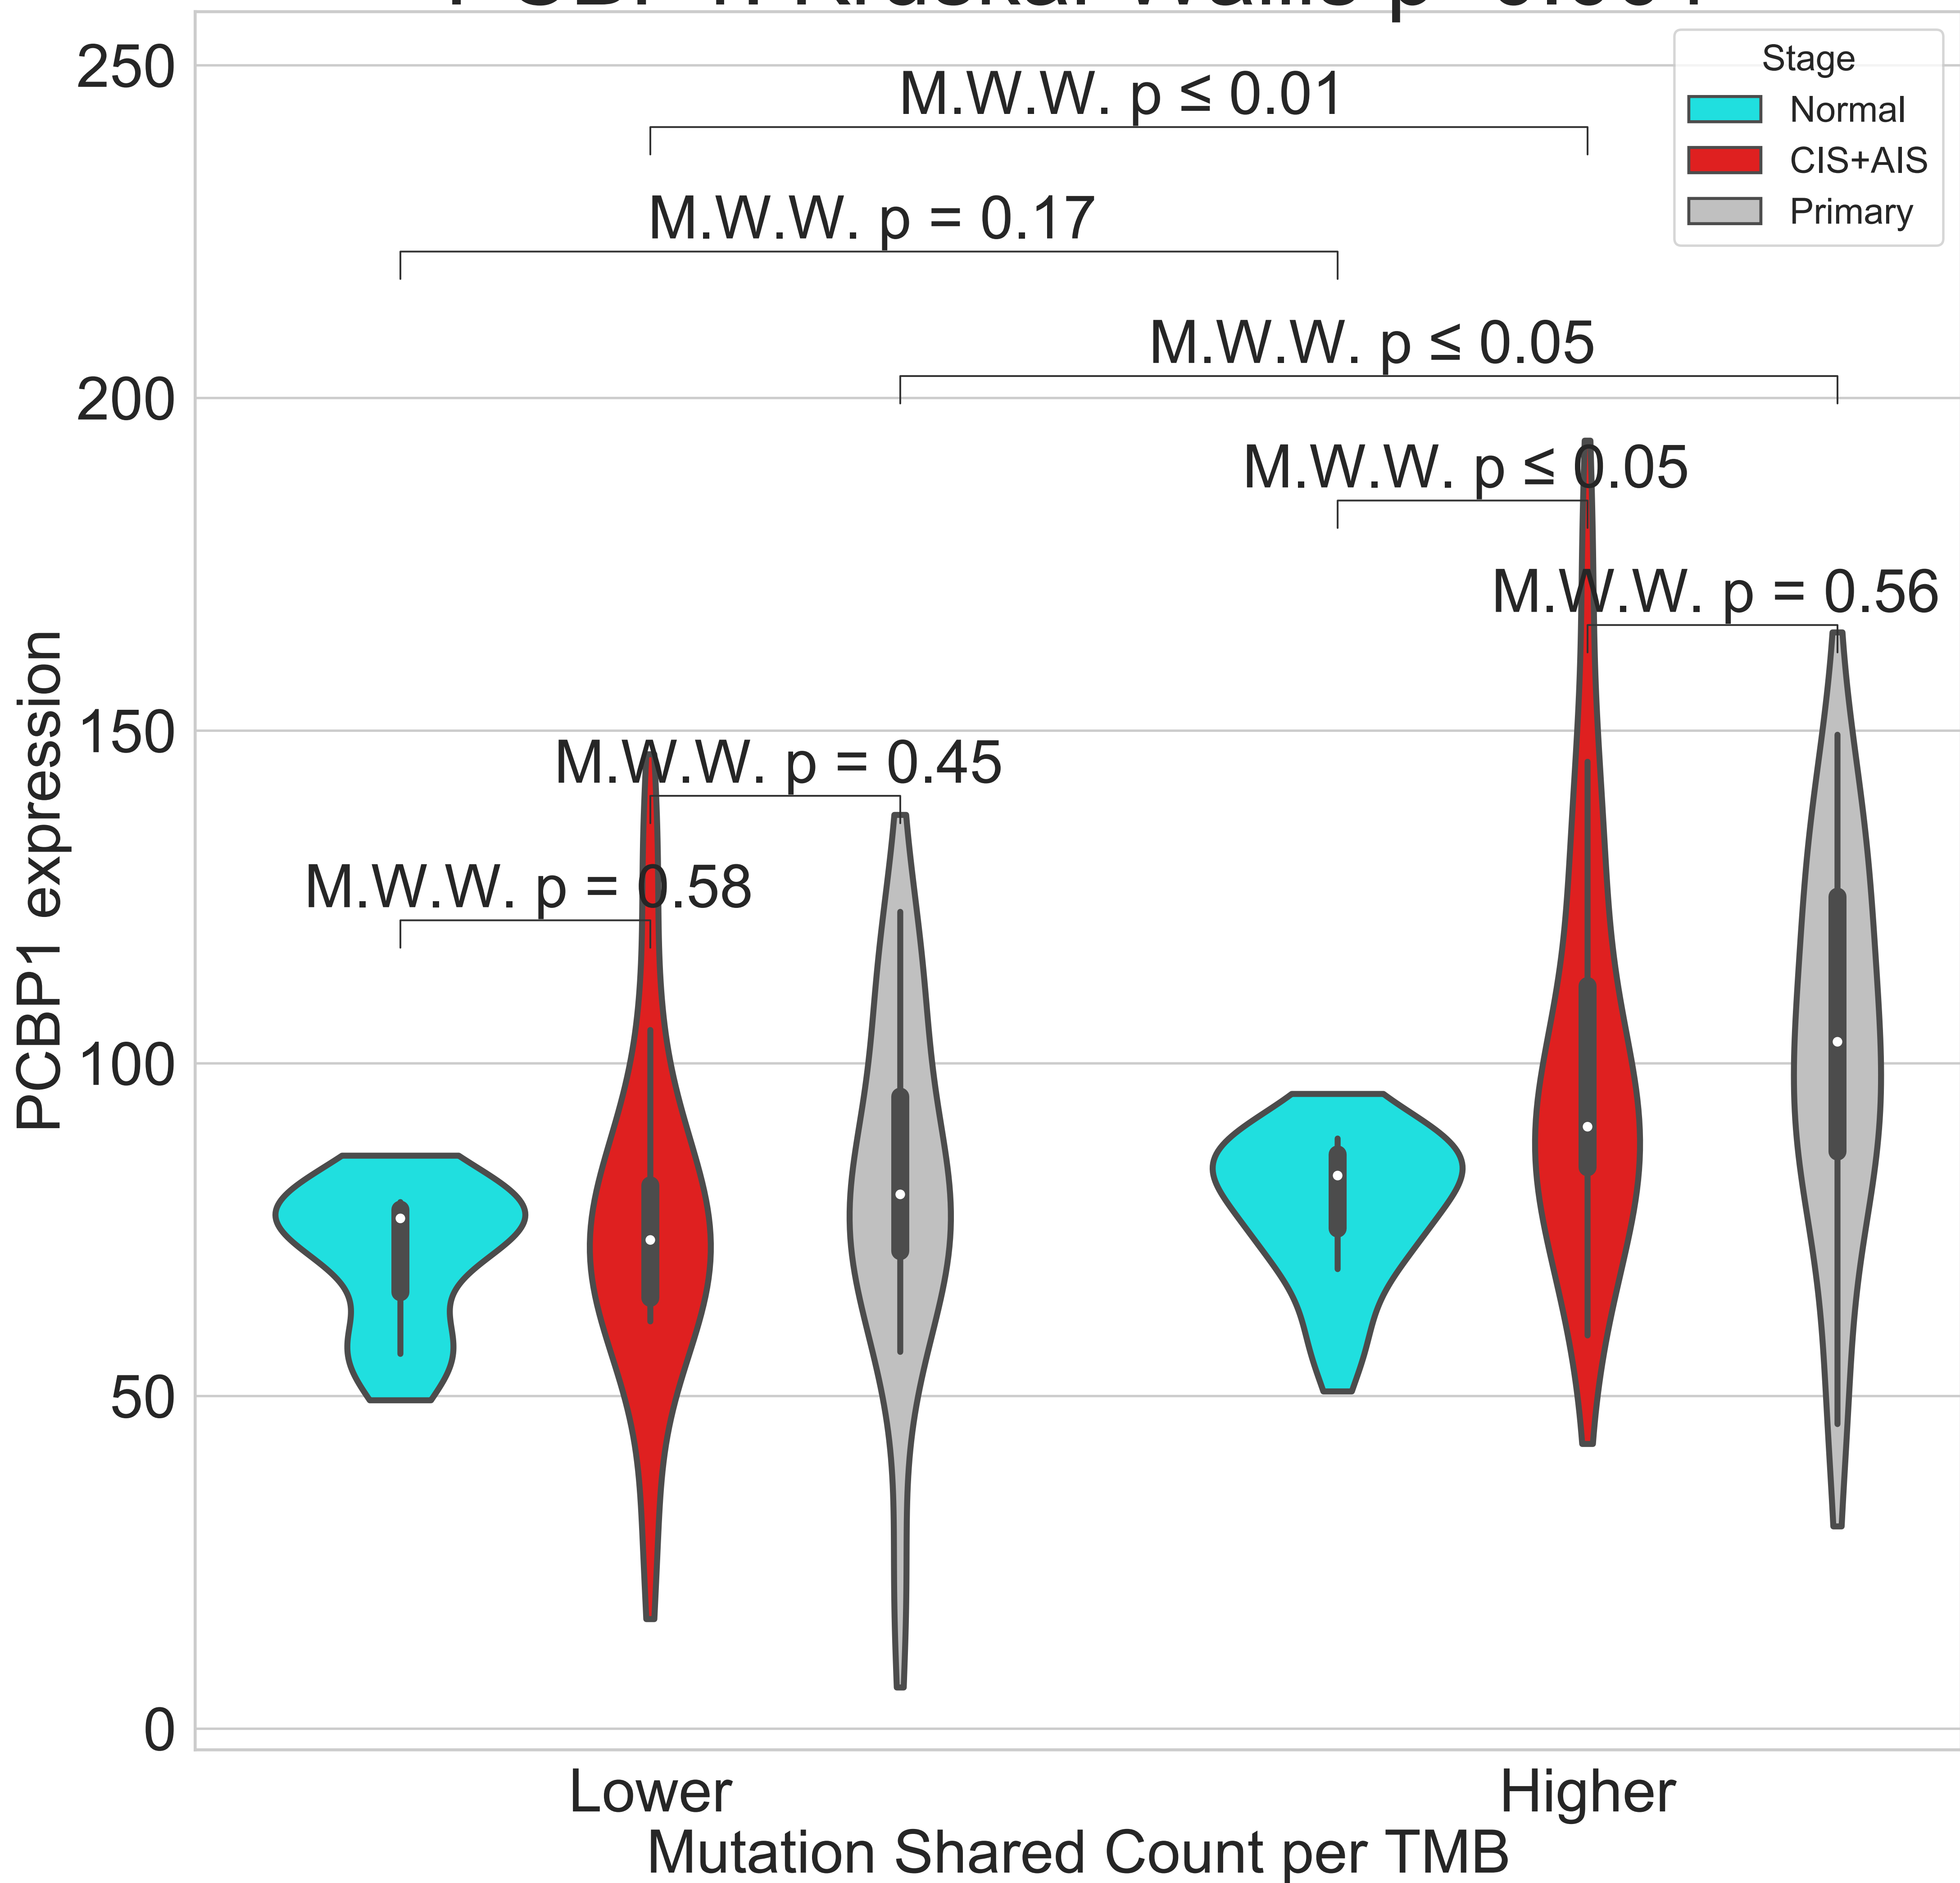 250
200
150
100
50
0
PCBP1 expression
M.W.W. p ≤ 0.01
M.W.W. p = 0.17
M.W.W. p ≤ 0.05
M.W.W. p ≤ 0.05
M.W.W. p = 0.56
M.W.W. p = 0.45
M.W.W. p = 0.58
Stage
Normal
CIS+AIS
Primary
Lower
Higher
Mutation Shared Count per TMB